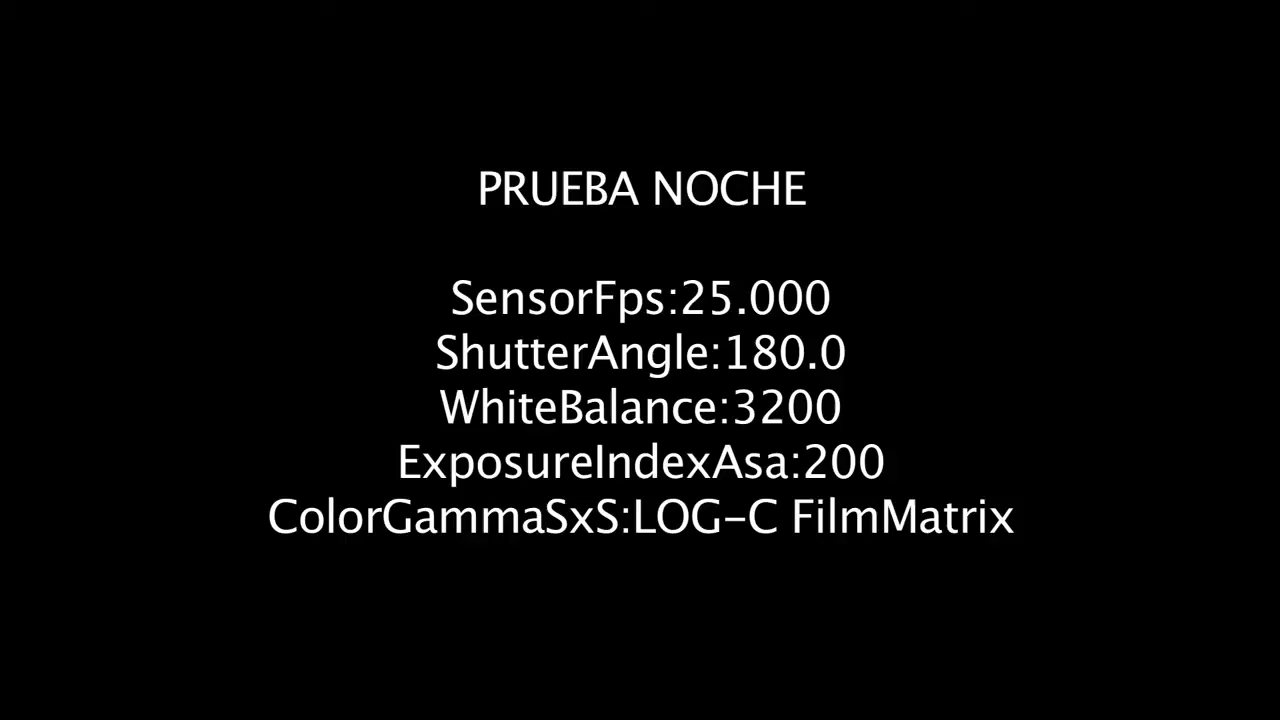 PRUEBA NOCHE
SensorFps:25.000
ShutterAngle:180.0
WhiteBalance:3200
ExposureIndexAsa:200
ColorGammaSxS:LOG-C FilmMatrix